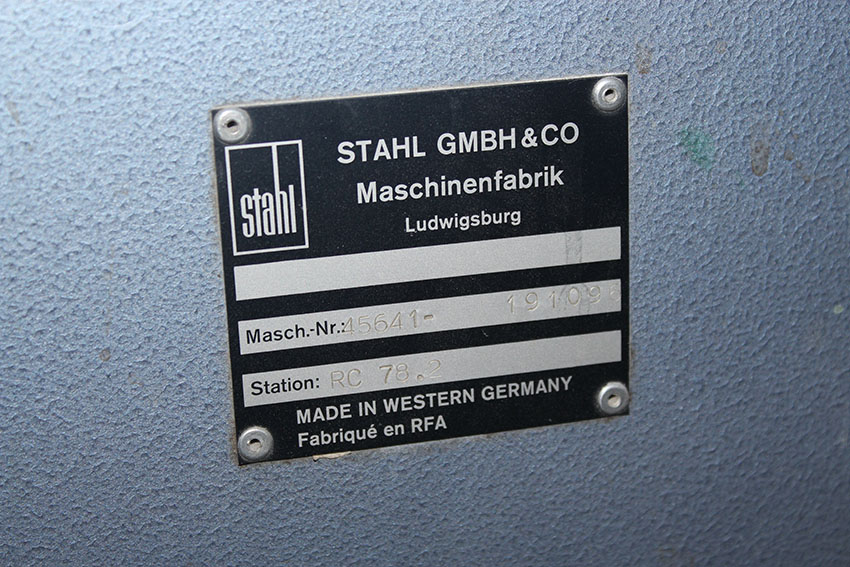 stahl
STAHL GMBH & CO
Maschinenfabrik
Ludwigsburg
Masch.-Nr.: 45641-
Station: RC 78.2
MADE IN WESTERN GERMANY
Fabriqué en RFA